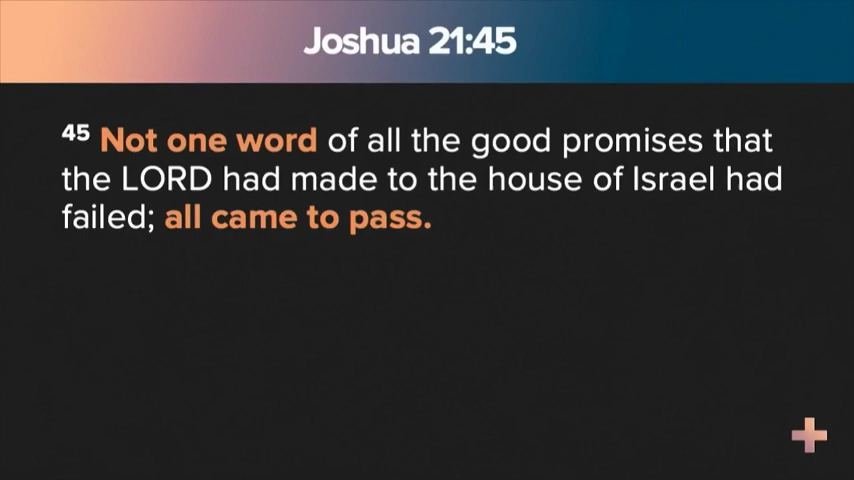 Joshua 21:45
45 Not one word of all the good promises that
the LORD had made to the house of Israel had
failed; all came to pass.